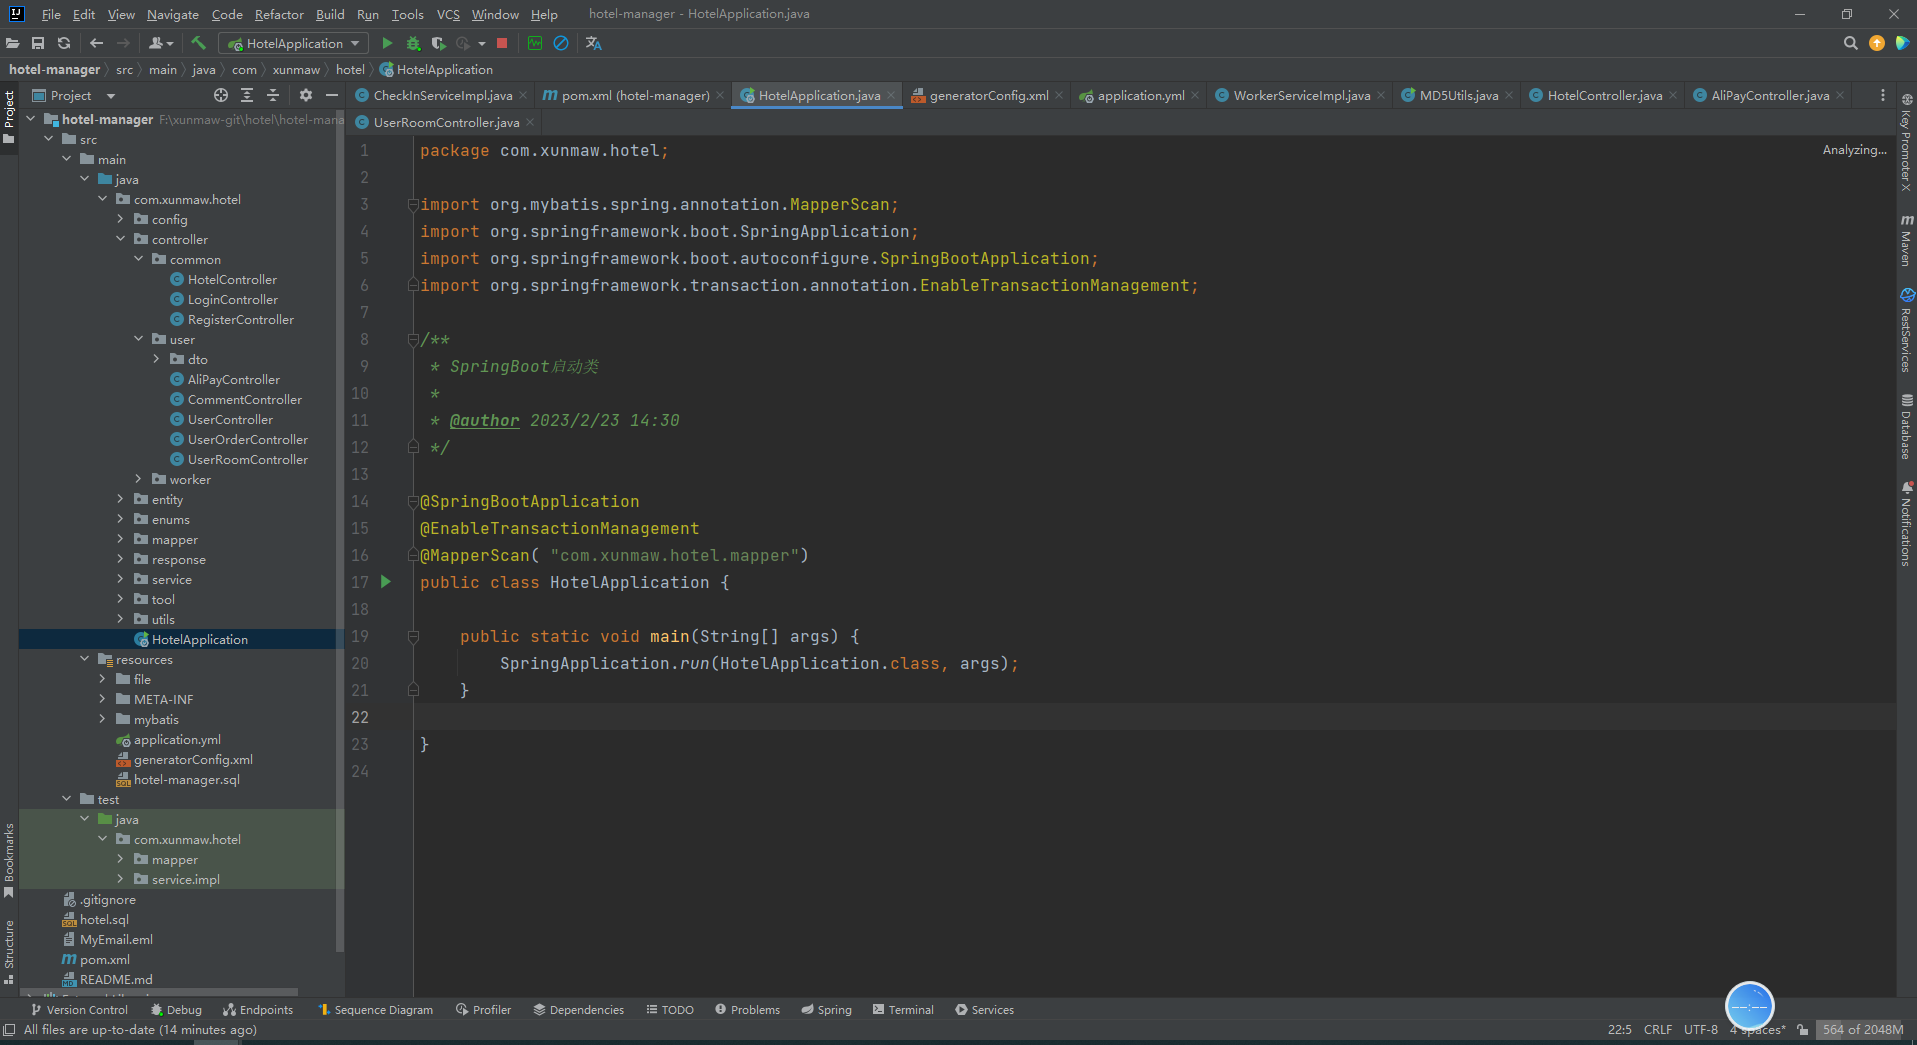 File Edit View Navigate Code Refactor Build Run Tools VCS Window Help hotel-manager - HotelApplication.java
HotelApplication
hotel-manager src main java com xunmaw hotel HotelApplication
Project
Project
CheckInServiceImpl.java
pom.xml (hotel-manager)
HotelApplication.java
generatorConfig.xml
application.yml
WorkerServiceImpl.java
MD5Utils.java
HotelController.java
AliPayController.java
UserRoomController.java
hotel-manager F:\xunmaw-git\hotel\hotel-mana
src
main
java
com.xunmaw.hotel
config
controller
common
HotelController
LoginController
RegisterController
user
dto
AliPayController
CommentController
UserController
UserOrderController
UserRoomController
worker
entity
enums
mapper
response
service
tool
utils
HotelApplication
resources
file
META-INF
mybatis
application.yml
generatorConfig.xml
hotel-manager.sql
test
java
com.xunmaw.hotel
mapper
service.impl
.gitignore
hotel.sql
MyEmail.eml
pom.xml
README.md
Bookmarks
Structure
1 package com.xunmaw.hotel;
2
3 import org.mybatis.spring.annotation.MapperScan;
4 import org.springframework.boot.SpringApplication;
5 import org.springframework.boot.autoconfigure.SpringBootApplication;
6 import org.springframework.transaction.annotation.EnableTransactionManagement;
7
8 /**
9 * SpringBoot启动类
10 *
11 * @author 2023/2/23 14:30
12 */
13
14 @SpringBootApplication
15 @EnableTransactionManagement
16 @MapperScan( "com.xunmaw.hotel.mapper")
17 public class HotelApplication {
18
19 public static void main(String[] args) {
20 SpringApplication.run(HotelApplication.class, args);
21 }
22
23 }
24
Analyzing...
Key Promoter X
Maven
RestServices
Database
Notifications
Version Control Debug Endpoints Sequence Diagram Profiler Dependencies TODO Problems Spring Terminal Services
All files are up-to-date (14 minutes ago)
--:--
22:5 CRLF UTF-8 4 spaces* 564 of 2048M